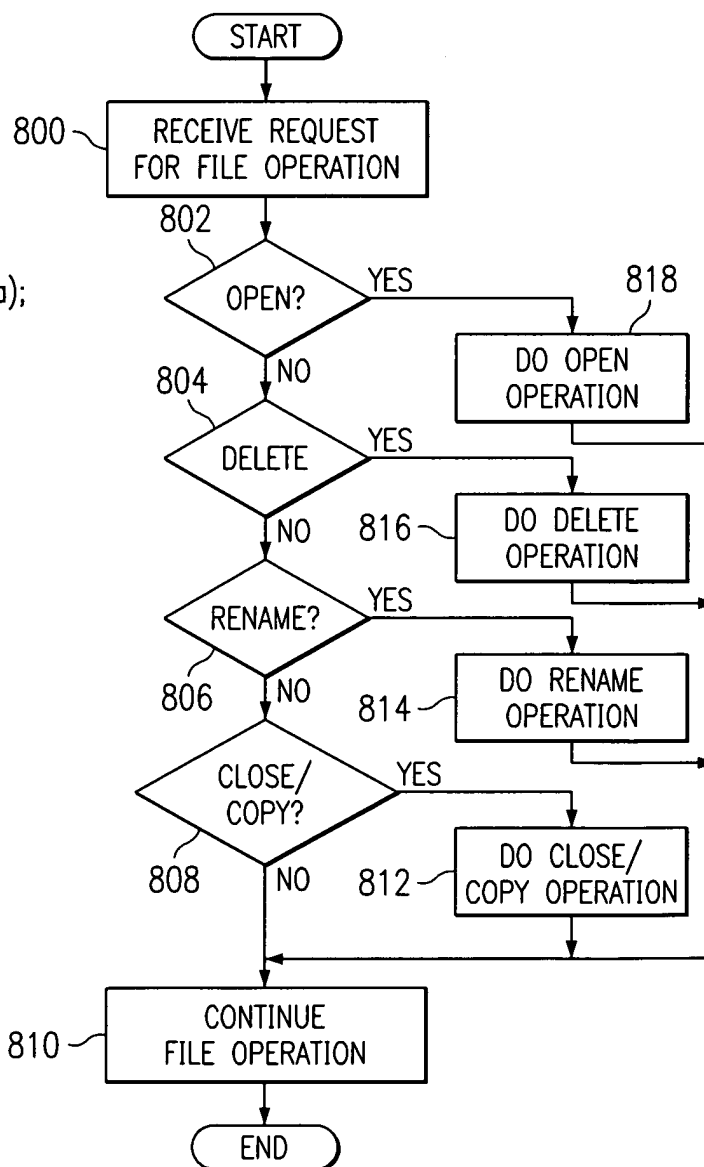 START
800
RECEIVE REQUEST
FOR FILE OPERATION
802
OPEN?
YES
NO
);
818
DO OPEN
OPERATION
804
DELETE
YES
NO
816
DO DELETE
OPERATION
RENAME?
YES
806
NO
814
DO RENAME
OPERATION
CLOSE/
COPY?
YES
808
NO
812
DO CLOSE/
COPY OPERATION
810
CONTINUE
FILE OPERATION
END